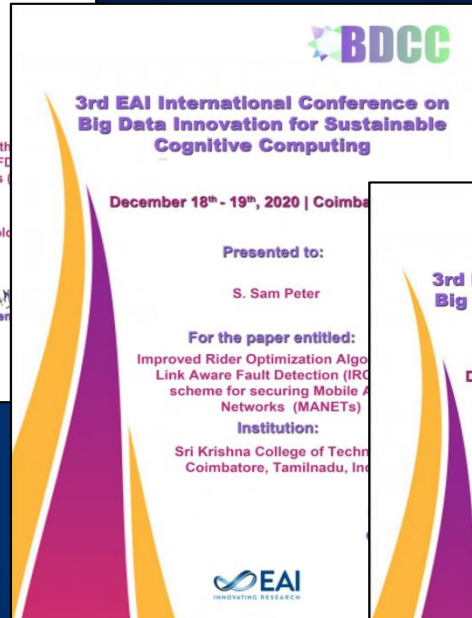 BDCC
3rd EAI International Conference on
Big Data Innovation for Sustainable
Cognitive Computing
December 18th - 19th, 2020 | Coimba
Presented to:
S. Sam Peter
For the paper entitled:
Improved Rider Optimization Algo
Link Aware Fault Detection (IRO
scheme for securing Mobile A
Networks (MANETs)
Institution:
Sri Krishna College of Techn
Coimbatore, Tamilnadu, Ind
EAI
INNOVATING RESEARCH
3rd
Big
D